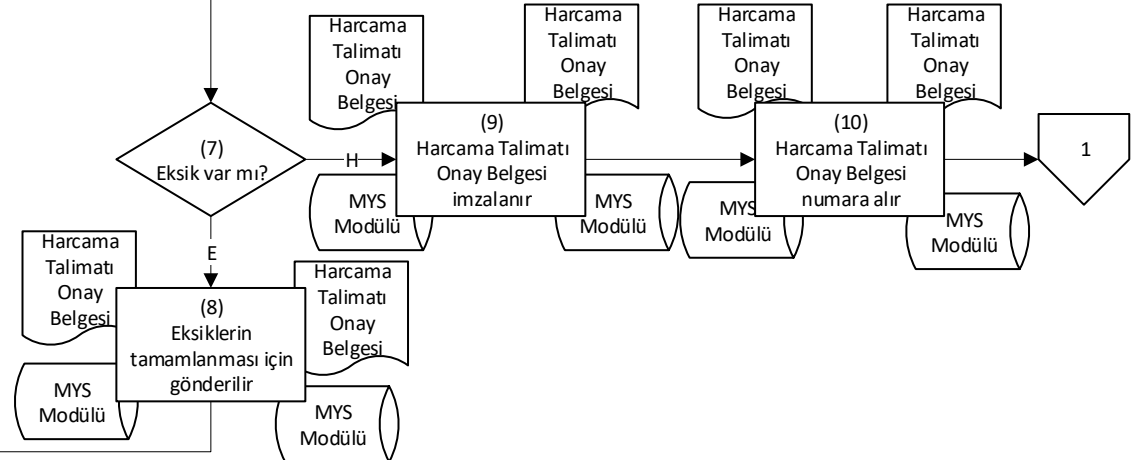 Harcama
Talimatı
Onay
Belgesi
Harcama
Talimatı
Onay
Belgesi
Harcama
Talimatı
Onay
Belgesi
Harcama
Talimatı
Onay
Belgesi
(7)
Eksik var mı?
H
(9)
Harcama Talimatı
Onay Belgesi
imzalanır
(10)
Harcama Talimatı
Onay Belgesi
numara alır
1
MYS
Modülü
MYS
Modülü
MYS
Modülü
MYS
Modülü
E
Harcama
Talimatı
Onay
Belgesi
(8)
Eksiklerin
tamamlanması için
gönderilir
Harcama
Talimatı
Onay
Belgesi
MYS
Modülü
MYS
Modülü